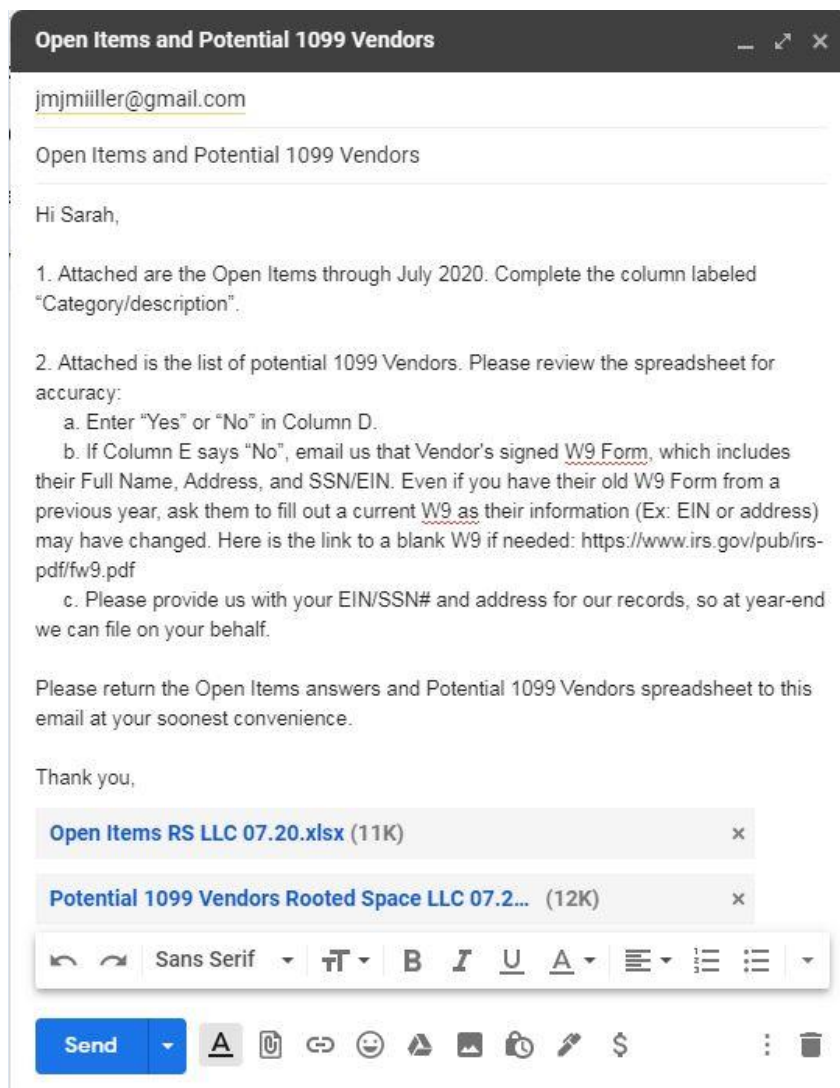 Open Items and Potential 1099 Vendors
jmjmiiller@gmail.com
Open Items and Potential 1099 Vendors
Hi Sarah,
1. Attached are the Open Items through July 2020. Complete the column labeled
“Category/description”.
2. Attached is the list of potential 1099 Vendors. Please review the spreadsheet for
accuracy:
a. Enter “Yes” or “No” in Column D.
b. If Column E says “No”, email us that Vendor's signed W9 Form, which includes
their Full Name, Address, and SSN/EIN. Even if you have their old W9 Form from a
previous year, ask them to fill out a current W9 as their information (Ex: EIN or address)
may have changed. Here is the link to a blank W9 if needed: https://www.irs.gov/pub/irs-
pdf/fw9.pdf
c. Please provide us with your EIN/SSN# and address for our records, so at year-end
we can file on your behalf.
Please return the Open Items answers and Potential 1099 Vendors spreadsheet to this
email at your soonest convenience.
Thank you,
Open Items RS LLC 07.20.xlsx (11K)
Potential 1099 Vendors Rooted Space LLC 07.2... (12K)
Sans Serif
Send